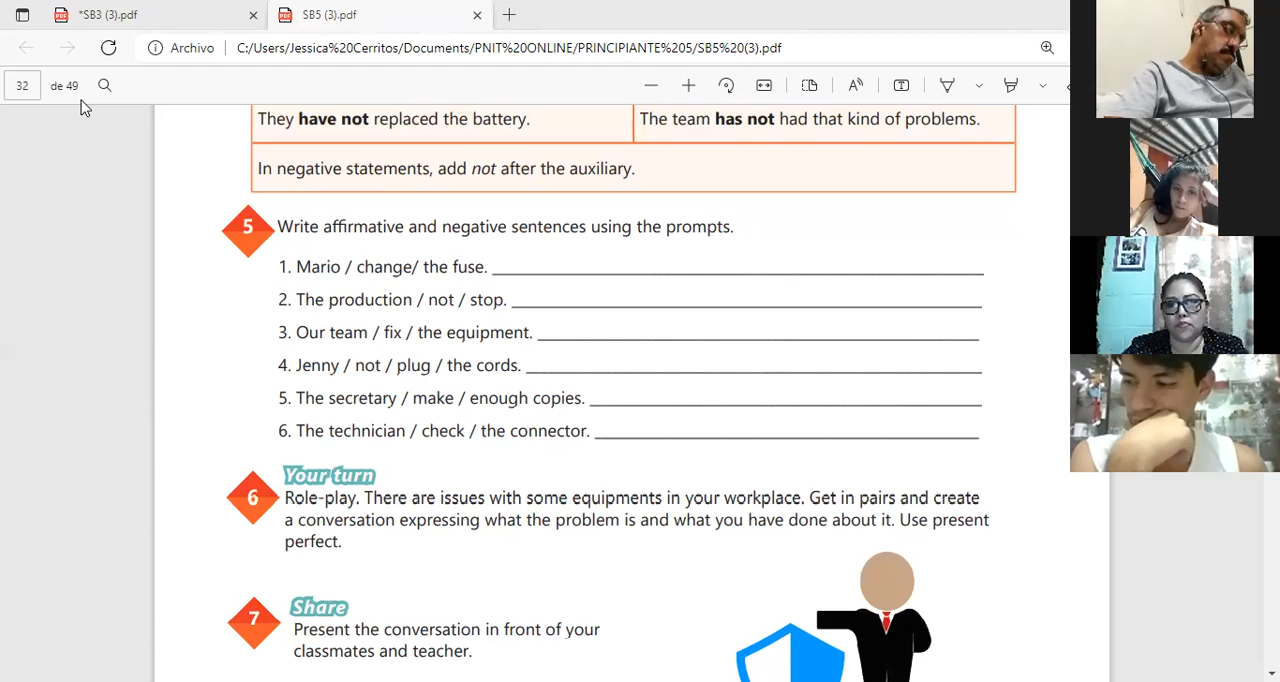 *SB3 (3).pdf
SB5 (3).pdf
Archivo
C:/Users/Jessica%20Cerritos/Documents/PNIT%20ONLINE/PRINCIPIANTE%205/SB5%20(3).pdf
32
de 49
They have not replaced the battery.
The team has not had that kind of problems.
In negative statements, add not after the auxiliary.
5
Write affirmative and negative sentences using the prompts.
1. Mario / change/ the fuse.
2. The production / not / stop.
3. Our team / fix / the equipment.
4. Jenny / not / plug / the cords.
5. The secretary / make / enough copies.
6. The technician / check / the connector.
Your turn
6
Role-play. There are issues with some equipments in your workplace. Get in pairs and create
a conversation expressing what the problem is and what you have done about it. Use present
perfect.
Share
7
Present the conversation in front of your
classmates and teacher.